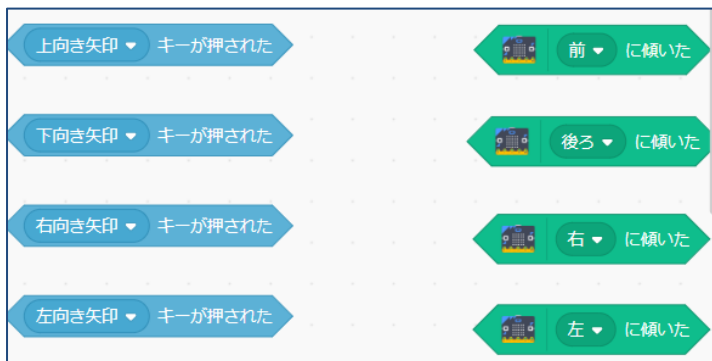 上向き矢印 キーが押された
前 に傾いた
下向き矢印 キーが押された
後ろ に傾いた
右向き矢印 キーが押された
右 に傾いた
左向き矢印 キーが押された
左 に傾いた